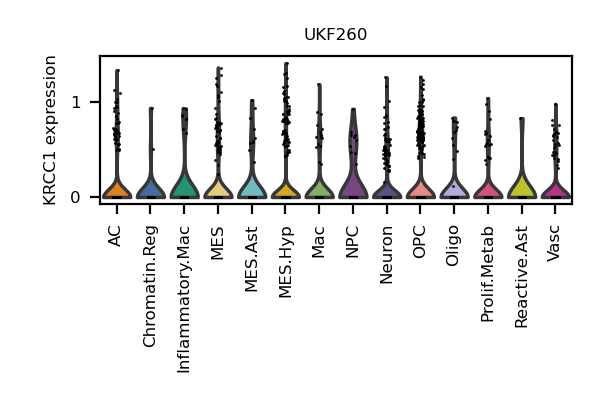 UKF260
KRCC1 expression
1
0
AC
Chromatin.Reg
Inflammatory.Mac
MES
MES.Ast
MES.Hyp
Mac
NPC
Neuron
OPC
Oligo
Prolif.Metab
Reactive.Ast
Vasc